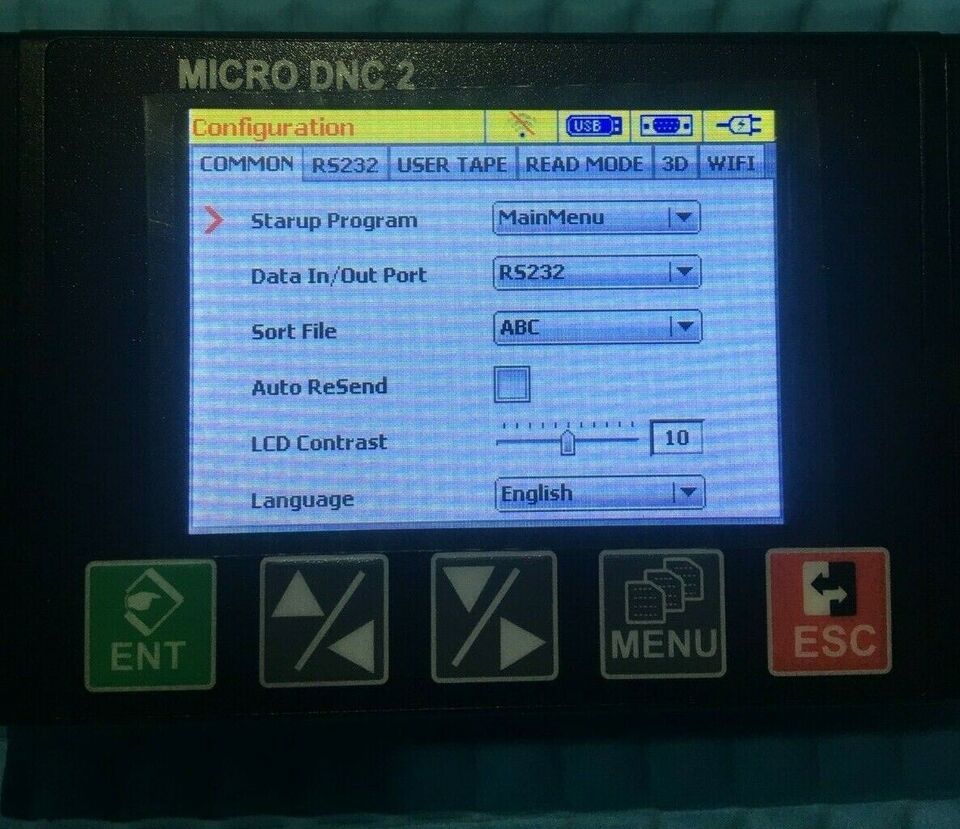 MICRO DNC 2
Configuration USB
COMMON RS232 USER TAPE READ MODE 3D WIFI
Starup Program MainMenu
Data In/Out Port RS232
Sort File ABC
Auto ReSend
LCD Contrast 10
Language English
ENT MENU ESC